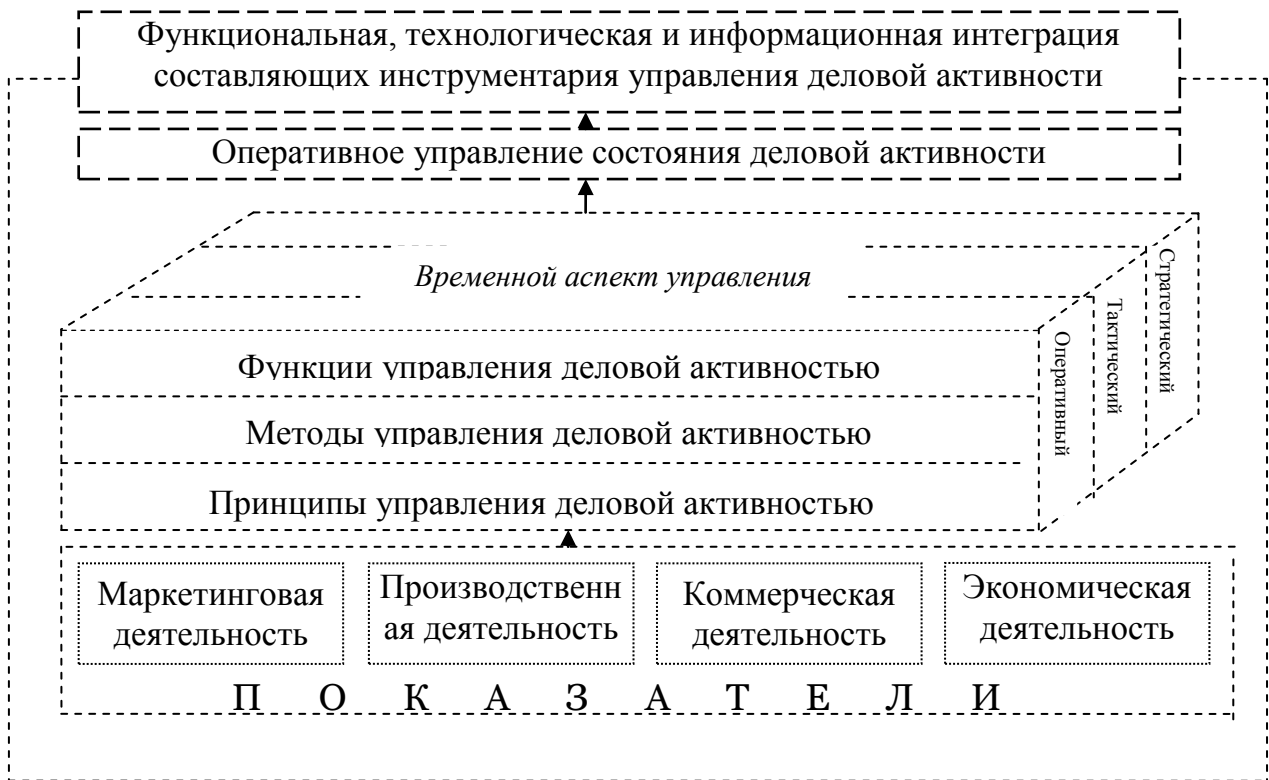 Функциональная, технологическая и информационная интеграция
составляющих инструментария управления деловой активности
Оперативное управление состояния деловой активности
Временной аспект управления
Стратегический
Тактический
Оперативный
Функции управления деловой активностью
Методы управления деловой активностью
Принципы управления деловой активностью
Маркетинговая
деятельность
Производственн
ая деятельность
Коммерческая
деятельность
Экономическая
деятельность
П О К А З А Т Е Л И